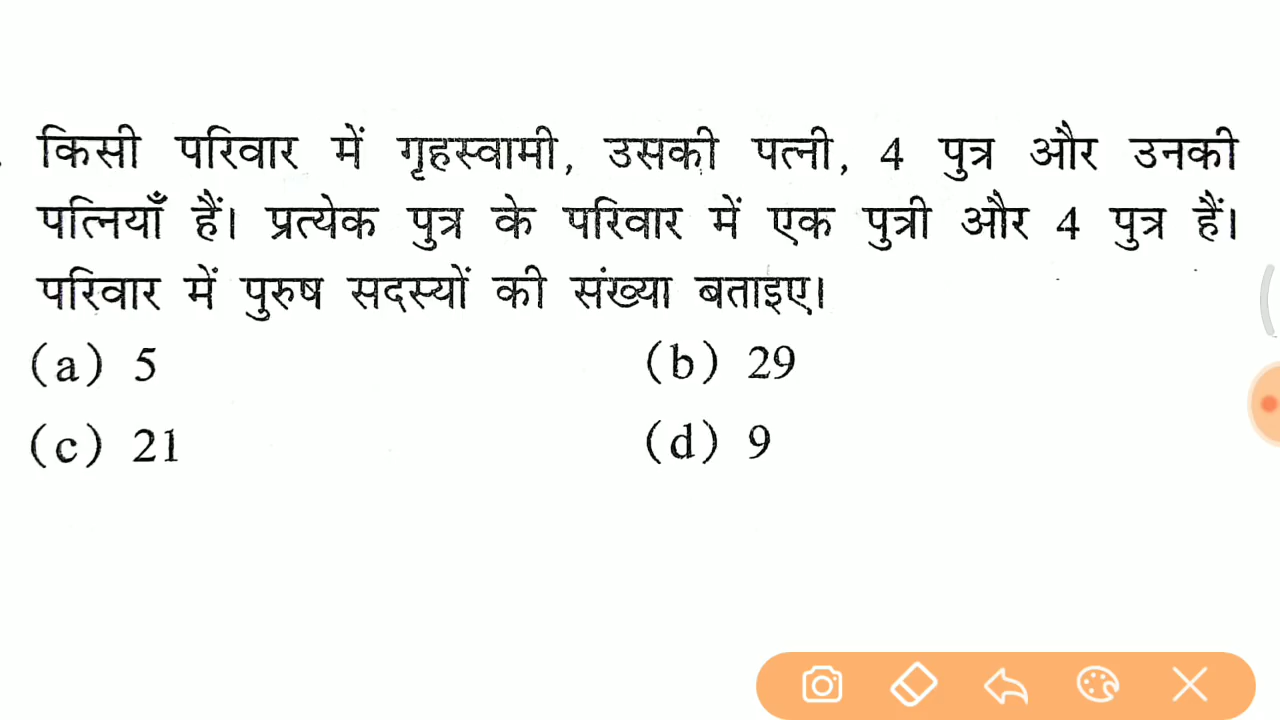 किसी परिवार में गृहस्वामी, उसकी पत्नी, 4 पुत्र और उनकी
पत्नियाँ हैं। प्रत्येक पुत्र के परिवार में एक पुत्री और 4 पुत्र हैं।
परिवार में पुरुष सदस्यों की संख्या बताइए।
(a) 5 (b) 29
(c) 21 (d) 9